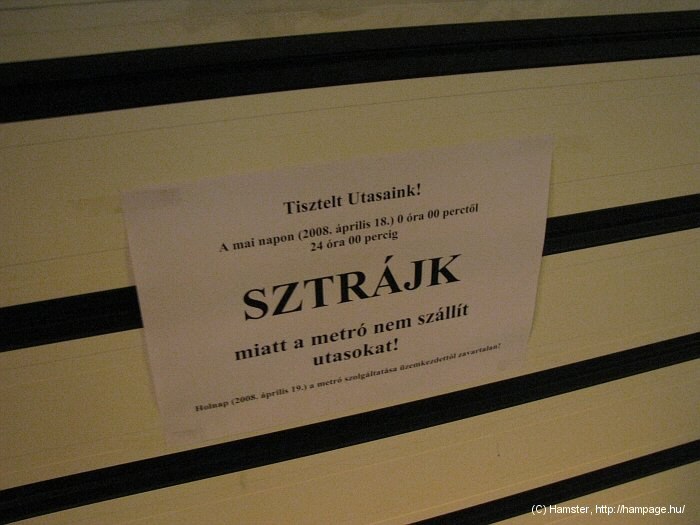 Tisztelt Utasaink!
A mai napon (2008. április 18.) 0 óra 00 perctől
24 óra 00 percig
SZTRÁJK
miatt a metró nem szállít
utasokat!
Holnap (2008. április 19.) a metró szolgáltatása üzemkezdettől zavartalan!
(C) Hamster, http://hampage.hu/